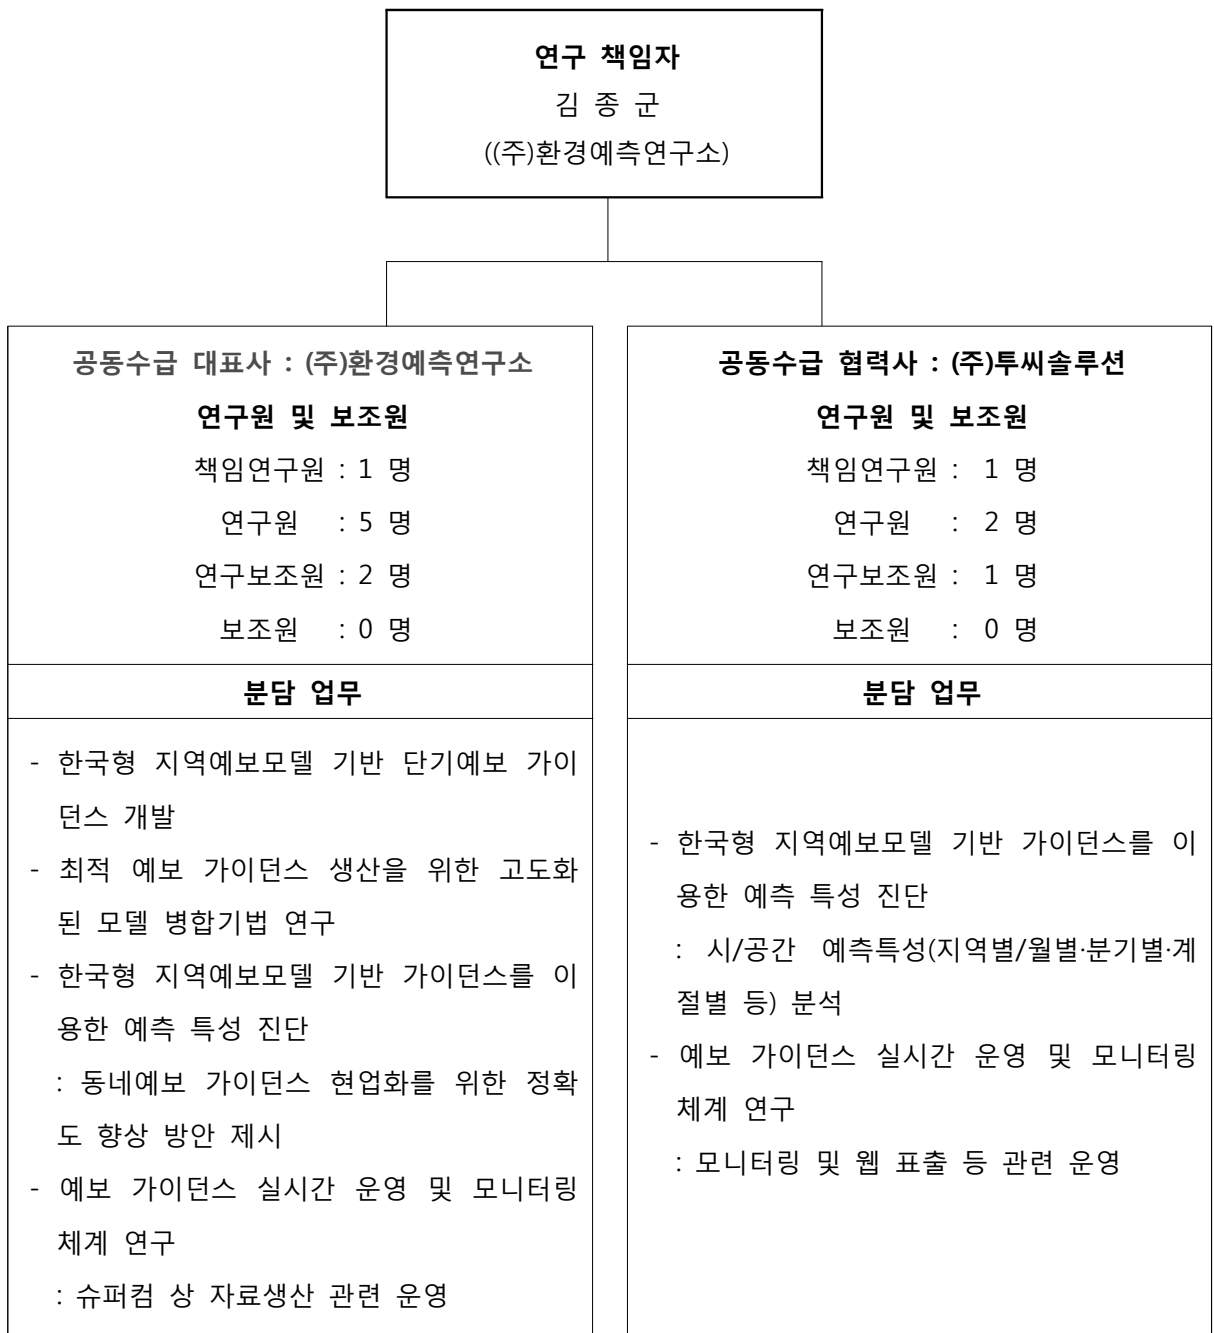 연구 책임자
김 종 군
((주)환경예측연구소)
공동수급 대표사 : (주)환경예측연구소
연구원 및 보조원
책임연구원 : 1 명
연구원 : 5 명
연구보조원 : 2 명
보조원 : 0 명
분담 업무
- 한국형 지역예보모델 기반 단기예보 가이
던스 개발
- 최적 예보 가이던스 생산을 위한 고도화
된 모델 병합기법 연구
- 한국형 지역예보모델 기반 가이던스를 이
용한 예측 특성 진단
: 동네예보 가이던스 현업화를 위한 정확
도 향상 방안 제시
- 예보 가이던스 실시간 운영 및 모니터링
체계 연구
: 슈퍼컴 상 자료생산 관련 운영
공동수급 협력사 : (주)투씨솔루션
연구원 및 보조원
책임연구원 : 1 명
연구원 : 2 명
연구보조원 : 1 명
보조원 : 0 명
분담 업무
- 한국형 지역예보모델 기반 가이던스를 이
용한 예측 특성 진단
: 시/공간 예측특성(지역별/월별·분기별·계
절별 등) 분석
- 예보 가이던스 실시간 운영 및 모니터링
체계 연구
: 모니터링 및 웹 표출 등 관련 운영